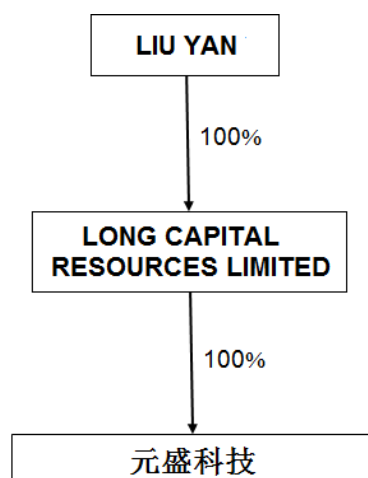 LIU YAN
100%
LONG CAPITAL
RESOURCES LIMITED
100%
元盛科技